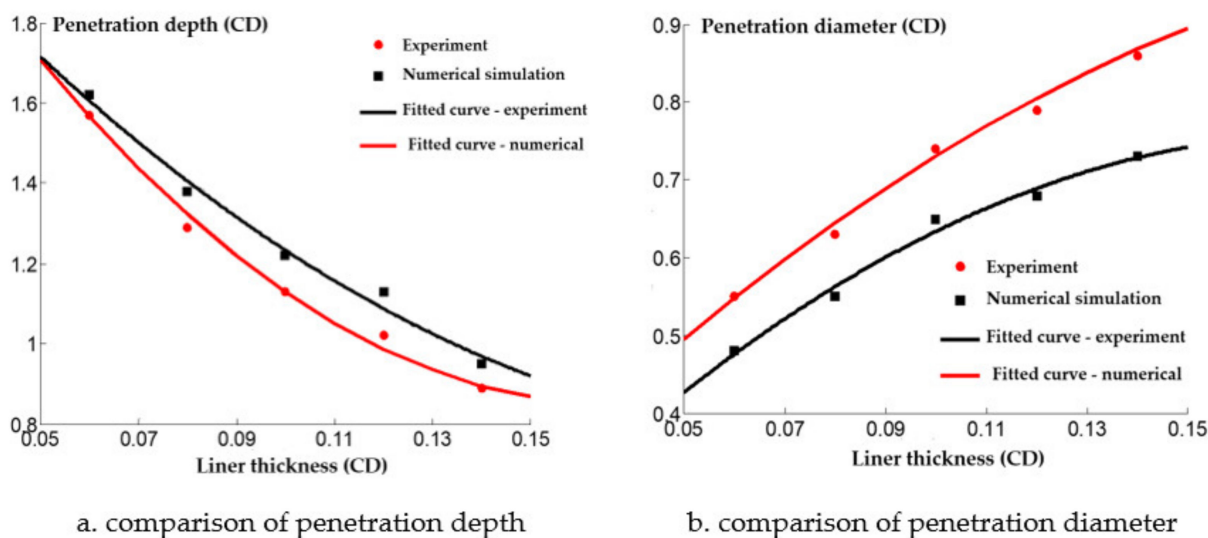 Penetration depth (CD)
1.8
1.6
1.4
1.2
1
0.8
Experiment
Numerical simulation
Fitted curve - experiment
Fitted curve - numerical
0.05
0.07
0.09
0.11
0.13
0.15
Liner thickness (CD)
a. comparison of penetration depth
Penetration diameter (CD)
0.9
0.8
0.7
0.6
0.5
0.4
Experiment
Numerical simulation
Fitted curve - experiment
Fitted curve - numerical
0.05
0.07
0.09
0.11
0.13
0.15
Liner thickness (CD)
b. comparison of penetration diameter